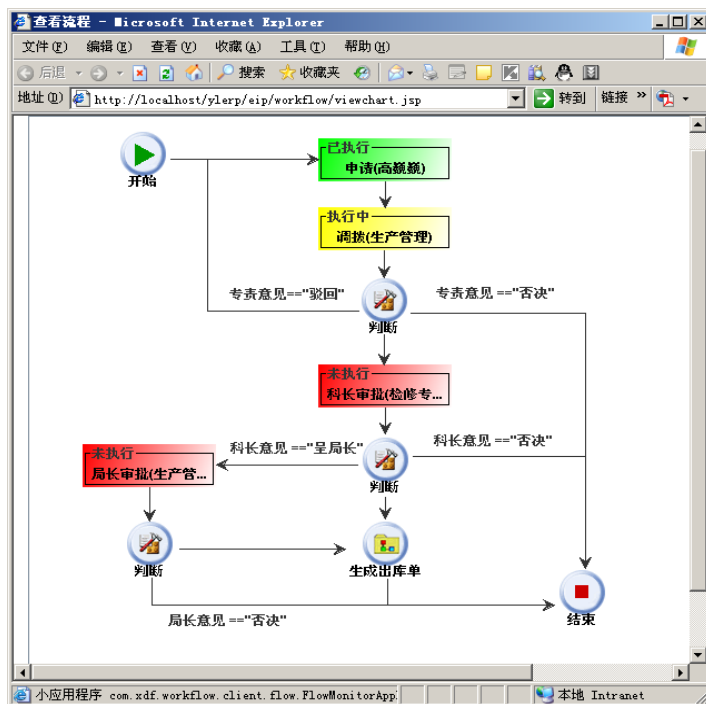 查看流程 - Microsoft Internet Explorer
文件(F) 编辑(E) 查看(V) 收藏(A) 工具(T) 帮助(H)
后退 搜索 收藏夹
地址(D) http://localhost/ylerp/eip/workflow/viewchart.jsp 转到 链接 »
开始
已执行
申请(高巍巍)
执行中
调拨(生产管理)
专责意见=="驳回" 专责意见 =="否决"
判断
未执行
科长审批(检修专...
科长意见 =="呈局长" 科长意见 =="否决"
未执行
局长审批(生产管...
判断
判断
生成出库单
局长意见 =="否决"
结束
小应用程序 com.xdf.workflow.client.flow.FlowMonitorApp 本地 Intranet